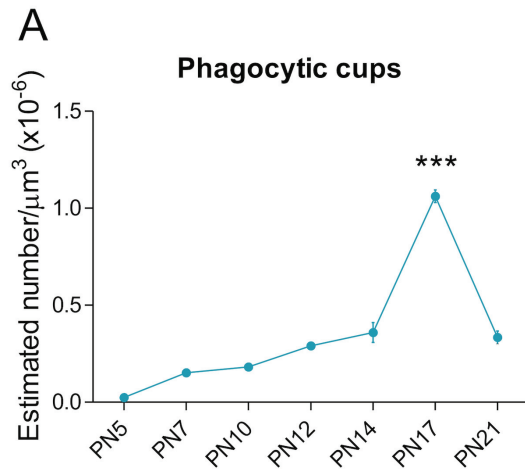 A
Phagocytic cups
Estimated number/μm³ (x10⁻⁶)
1.5
1.0
0.5
0.0
***
PN5 PN7 PN10 PN12 PN14 PN17 PN21